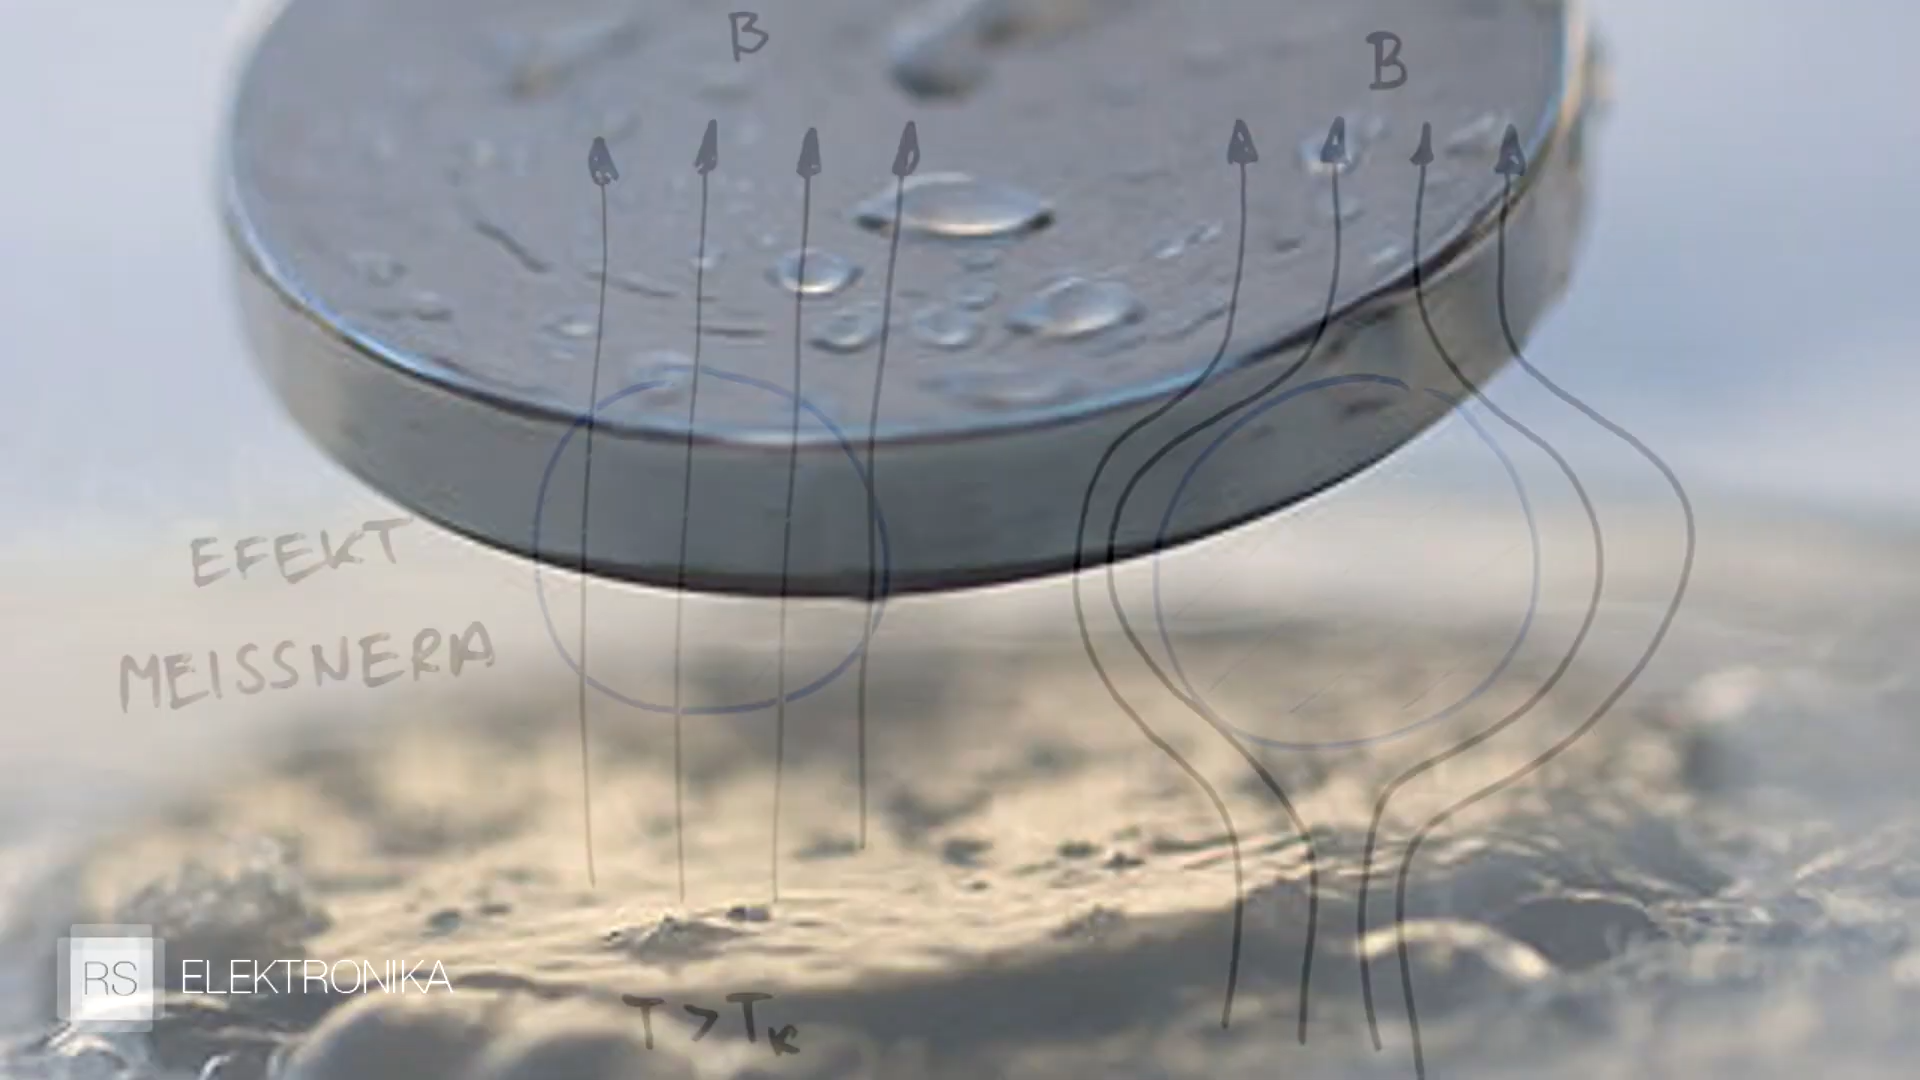 B
B
EFEKT
MEISSNERA
RS ELEKTRONIKA
T > Tk